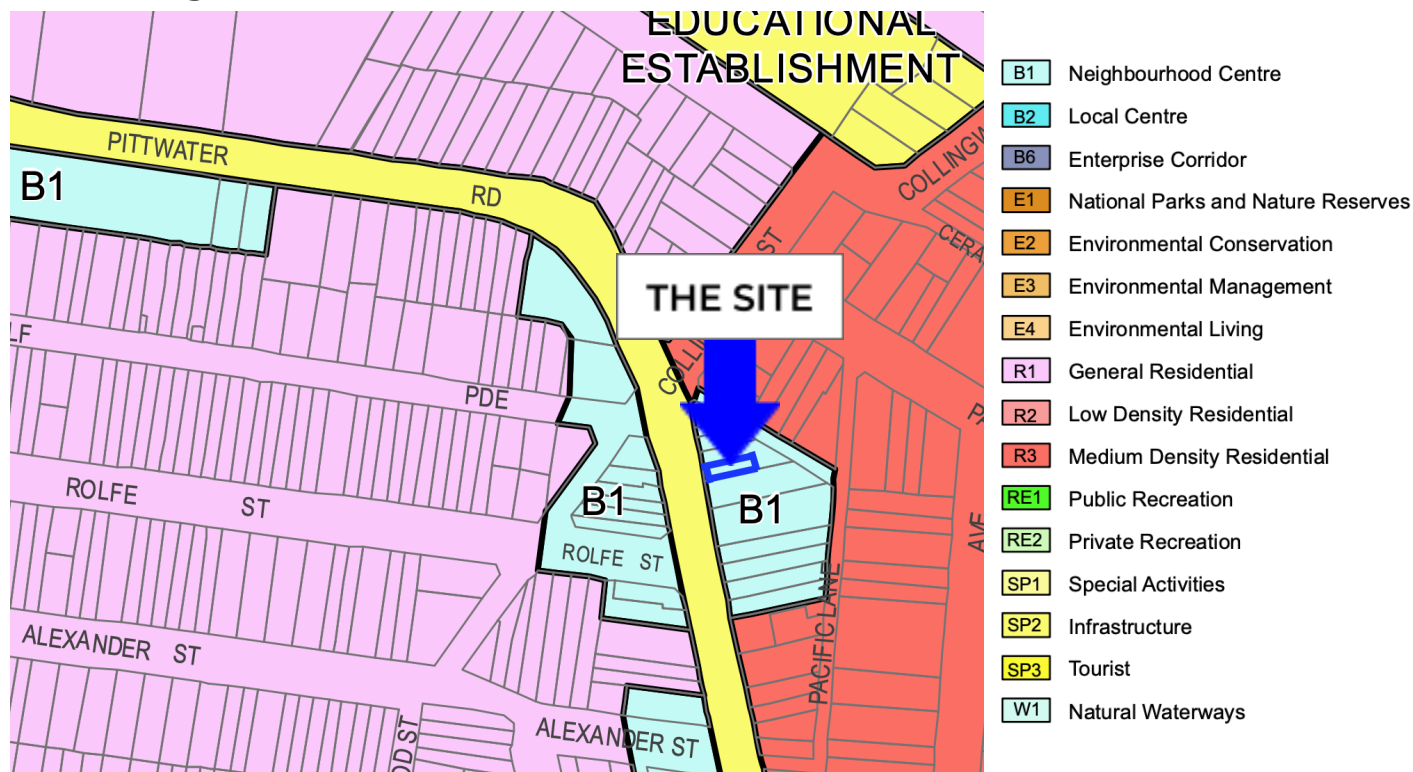 EDUCATIONAL
ESTABLISHMENT
PITTWATER
RD
B1
THE SITE
ST
PDE
ROLFE ST
B1
B1
ROLFE ST
ALEXANDER ST
ALEXANDER ST
PACIFIC LANE
AVE
B1 Neighbourhood Centre
B2 Local Centre
B6 Enterprise Corridor
E1 National Parks and Nature Reserves
E2 Environmental Conservation
E3 Environmental Management
E4 Environmental Living
R1 General Residential
R2 Low Density Residential
R3 Medium Density Residential
RE1 Public Recreation
RE2 Private Recreation
SP1 Special Activities
SP2 Infrastructure
SP3 Tourist
W1 Natural Waterways